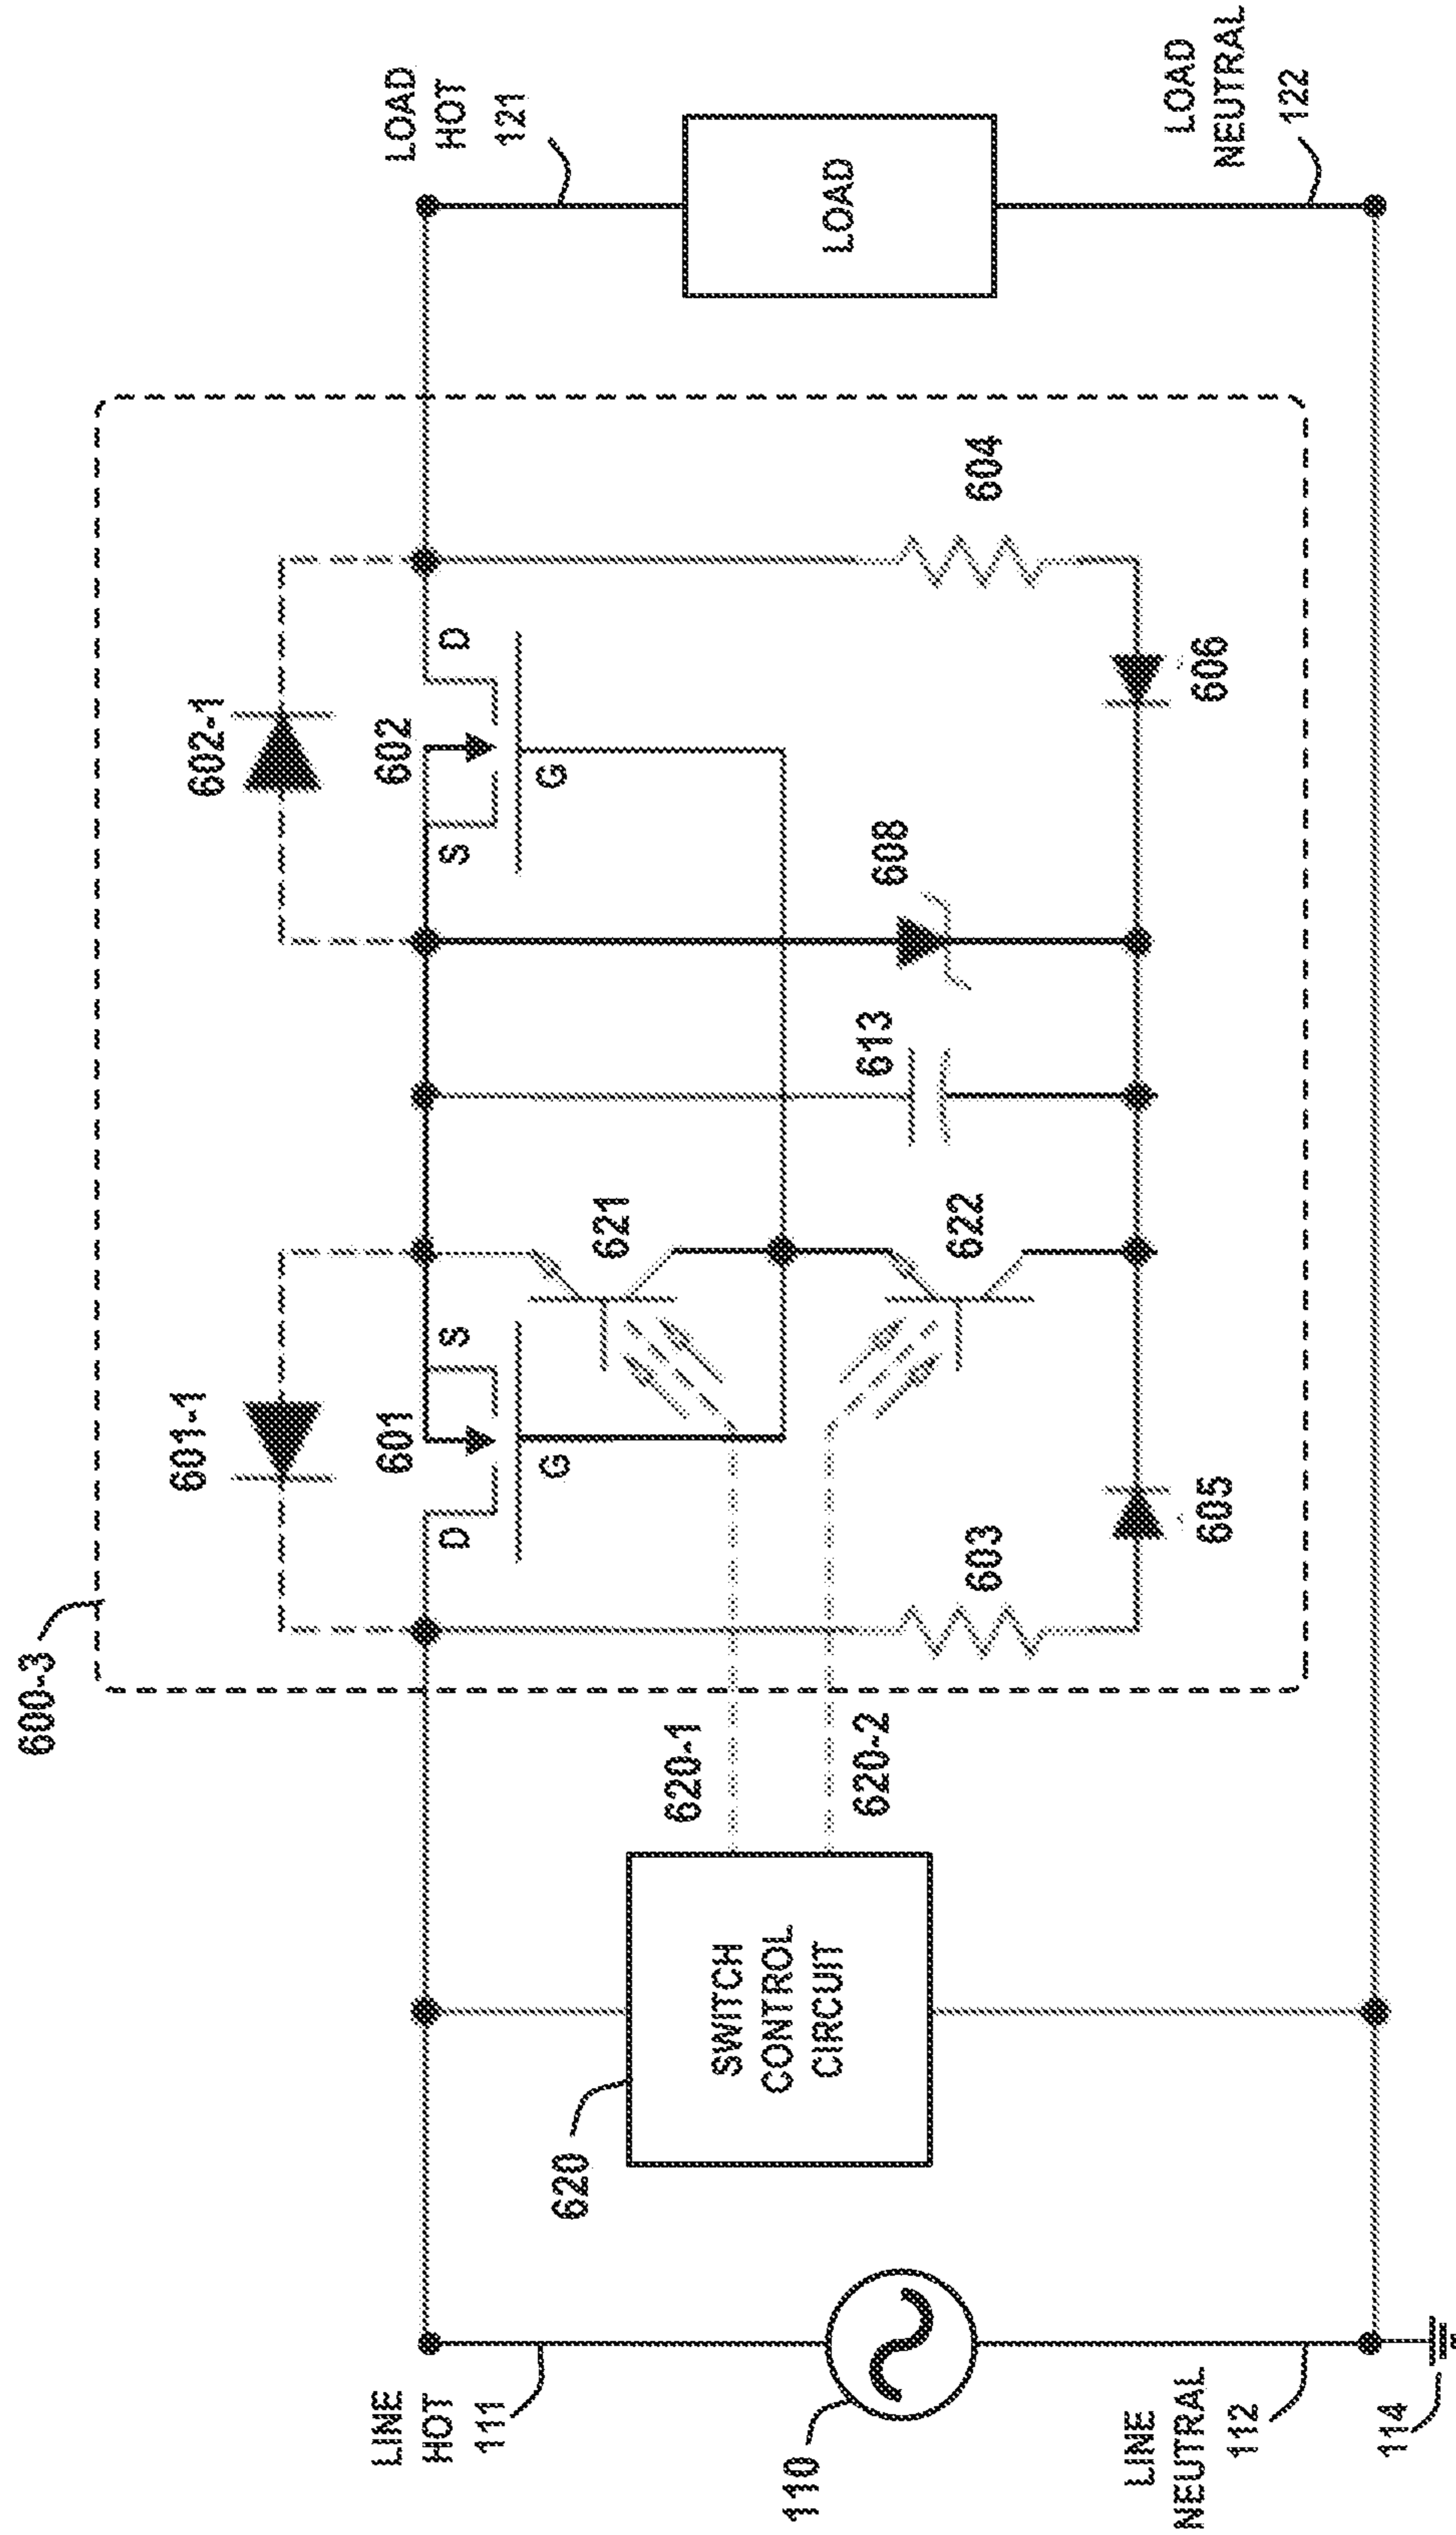 600-3
601-1
602-1
601
D
S
G
602
S
D
G
LINE
HOT
111
110
LINE
NEUTRAL
112
114
620
SWITCH
CONTROL
CIRCUIT
620-1
620-2
621
622
613
608
603
604
605
606
LOAD
HOT
121
LOAD
LOAD
NEUTRAL
122